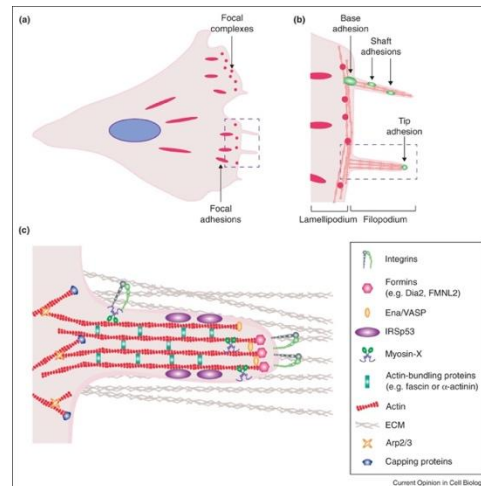 (a)
Focal
complexes
Focal
adhesions
(b)
Base
adhesion
Shaft
adhesions
Tip
adhesion
Lamellipodium
Filopodium
(c)
Integrins
Formins
(e.g. Dia2, FMNL2)
Ena/VASP
IRSp53
Myosin-X
Actin-bundling proteins
(e.g. fascin or α-actinin)
Actin
ECM
Arp2/3
Capping proteins
Current Opinion in Cell Biology